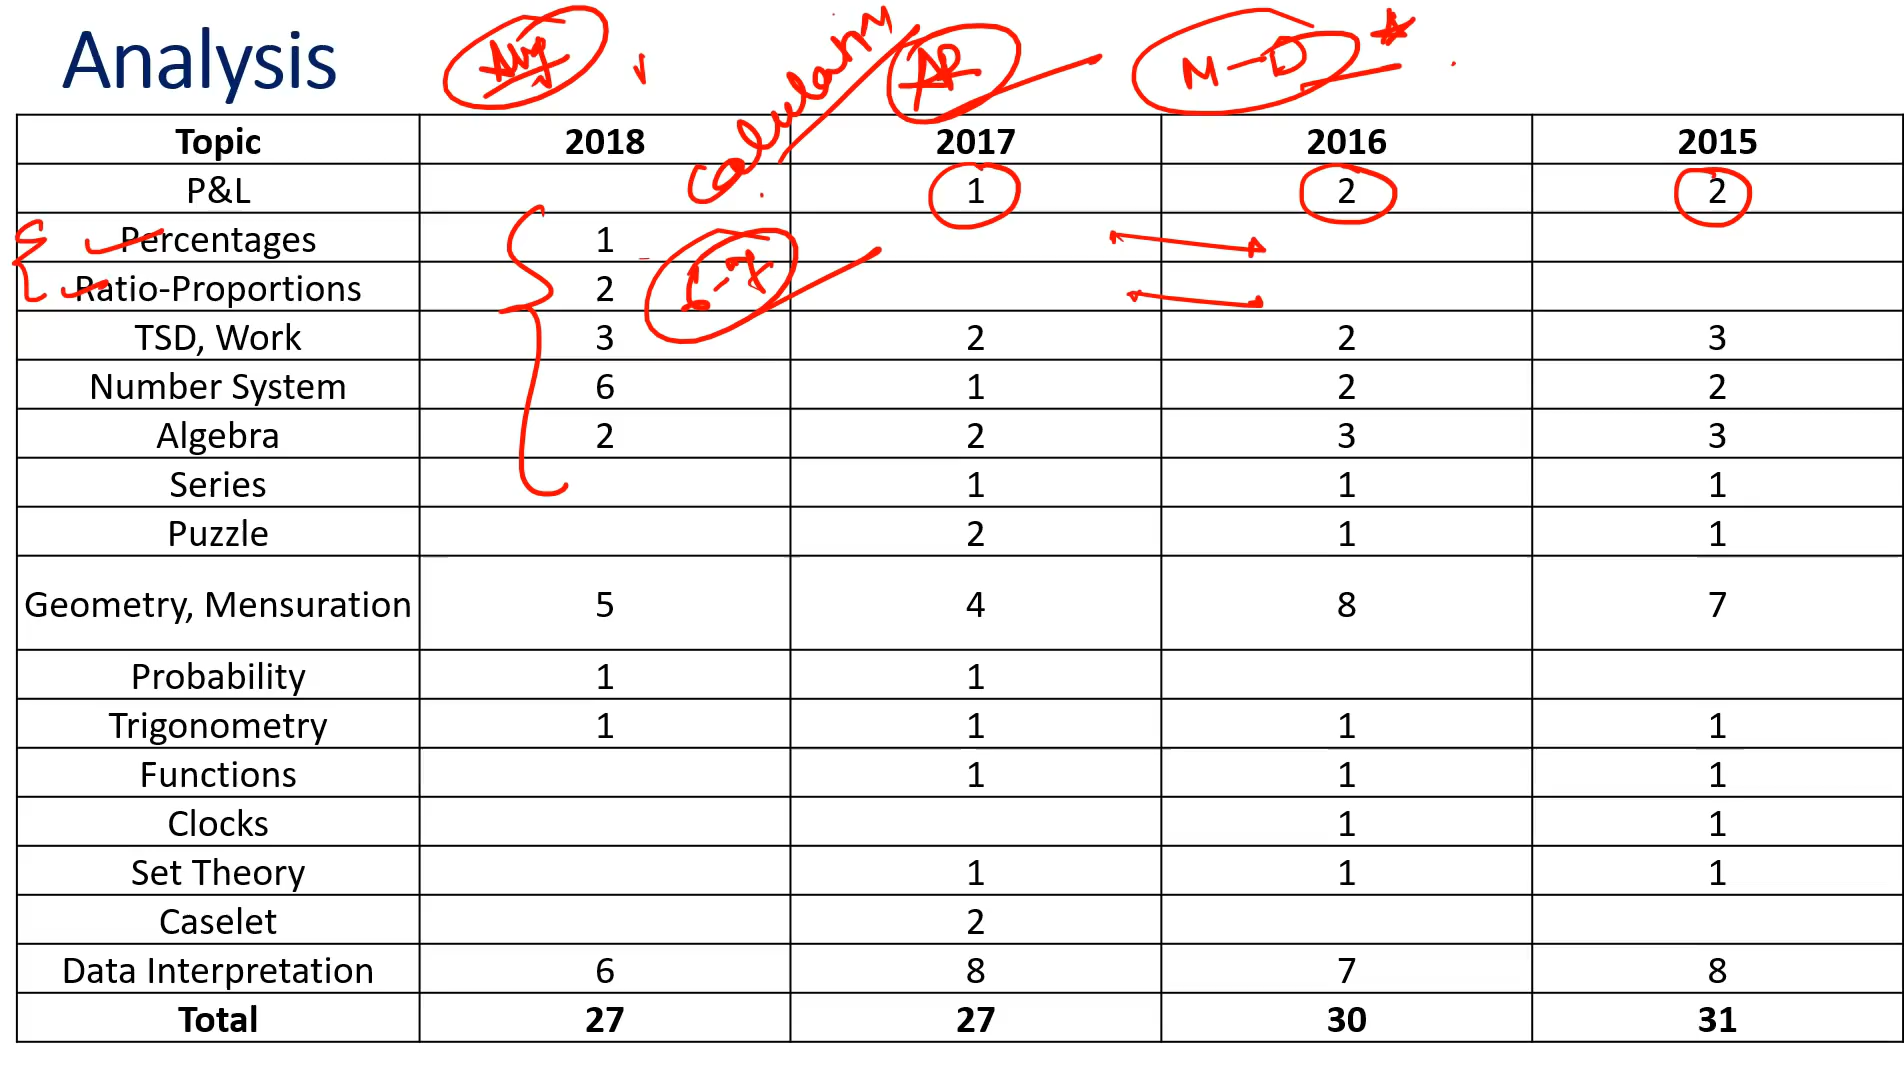 Analysis
Avg
Calculation
AP
M-D
Topic 2018 2017 2016 2015
P&L 1 2 2
Percentages 1
Ratio-Proportions 2
6-7
TSD, Work 3 2 2 3
Number System 6 1 2 2
Algebra 2 2 3 3
Series 1 1 1
Puzzle 2 1 1
Geometry, Mensuration 5 4 8 7
Probability 1 1
Trigonometry 1 1 1 1
Functions 1 1 1
Clocks 1 1
Set Theory 1 1 1
Caselet 2
Data Interpretation 6 8 7 8
Total 27 27 30 31